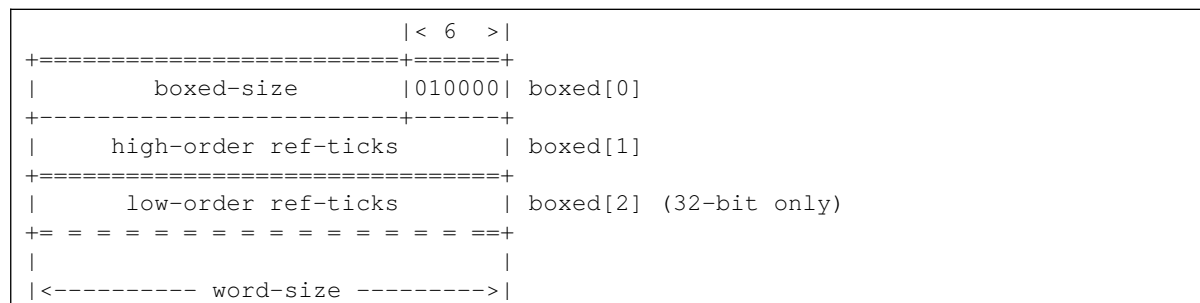 |< 6  >|
+=========================+======+
|        boxed-size       |010000| boxed[0]
+-------------------------+------+
|     high-order ref-ticks       | boxed[1]
+================================+
|      low-order ref-ticks       | boxed[2] (32-bit only)
+= = = = = = = = = = = = = = = ==+
|                                |
|<---------- word-size --------->|